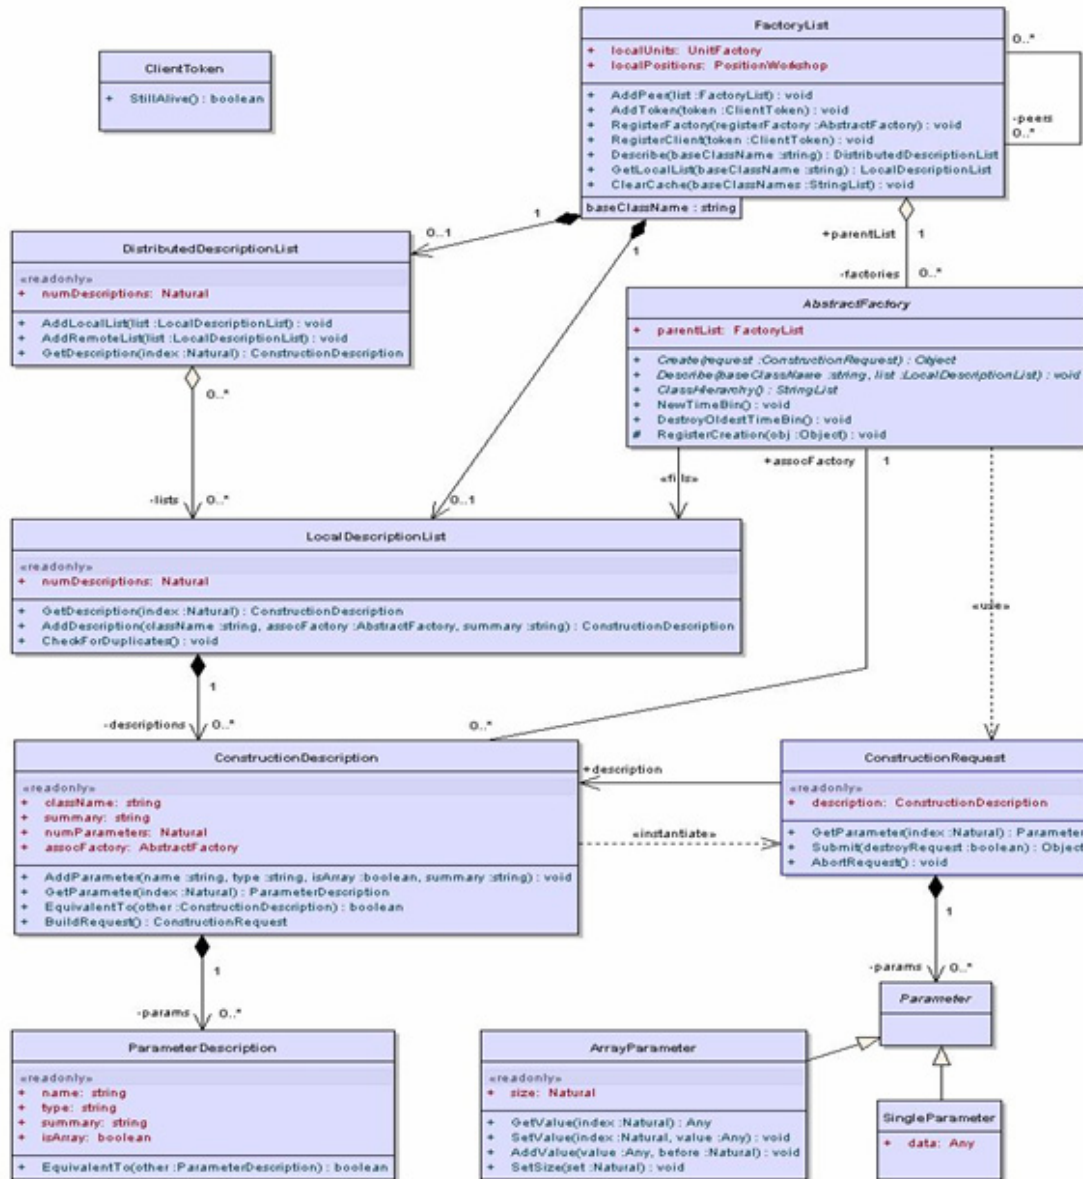 FactoryList
+ localUnits: UnitFactory
+ localPositions: PositionWorkshop
+ AddPeer(list :FactoryList) : void
+ AddToken(token :ClientToken) : void
+ RegisterFactory(registerFactory :AbstractFactory) : void
+ RegisterClient(token :ClientToken) : void
+ Describe(baseClassName :string) : DistributedDescriptionList
+ GetLocalList(baseClassName :string) : LocalDescriptionList
+ ClearCache(baseClassNames :StringList) : void
baseClassName : string
0..*
-peers
0..*
ClientToken
+ StillAlive() : boolean
1
0..1
1
+parentList
1
-factories
0..*
DistributedDescriptionList
«readonly»
+ numDescriptions: Natural
+ AddLocalList(list :LocalDescriptionList) : void
+ AddRemoteList(list :LocalDescriptionList) : void
+ GetDescription(index :Natural) : ConstructionDescription
0..*
AbstractFactory
+ parentList: FactoryList
+ Create(request :ConstructionRequest) : Object
+ Describe(baseClassName :string, list :LocalDescriptionList) : void
+ ClassHierarchy() : StringList
+ NewTimeBin() : void
+ DestroyOldestTimeBin() : void
# RegisterCreation(obj :Object) : void
+assocFactory
1
«fills»
-lists
0..*
0..1
LocalDescriptionList
«readonly»
+ numDescriptions: Natural
+ GetDescription(index :Natural) : ConstructionDescription
+ AddDescription(className :string, assocFactory :AbstractFactory, summary :string) : ConstructionDescription
+ CheckForDuplicates() : void
«use»
1
-descriptions
0..*
0..*
ConstructionDescription
«readonly»
+ className: string
+ summary: string
+ numParameters: Natural
+ assocFactory: AbstractFactory
+ AddParameter(name :string, type :string, isArray :boolean, summary :string) : void
+ GetParameter(index :Natural) : ParameterDescription
+ EquivalentTo(other :ConstructionDescription) : boolean
+ BuildRequest() : ConstructionRequest
+description
«instantiate»
ConstructionRequest
«readonly»
+ description: ConstructionDescription
+ GetParameter(index :Natural) : Parameter
+ Submit(destroyRequest :boolean) : Object
+ AbortRequest() : void
1
-params
0..*
1
-params
0..*
Parameter
ParameterDescription
«readonly»
+ name: string
+ type: string
+ summary: string
+ isArray: boolean
+ EquivalentTo(other :ParameterDescription) : boolean
ArrayParameter
«readonly»
+ size: Natural
+ GetValue(index :Natural) : Any
+ SetValue(index :Natural, value :Any) : void
+ AddValue(value :Any, before :Natural) : void
+ SetSize(set :Natural) : void
SingleParameter
+ data: Any